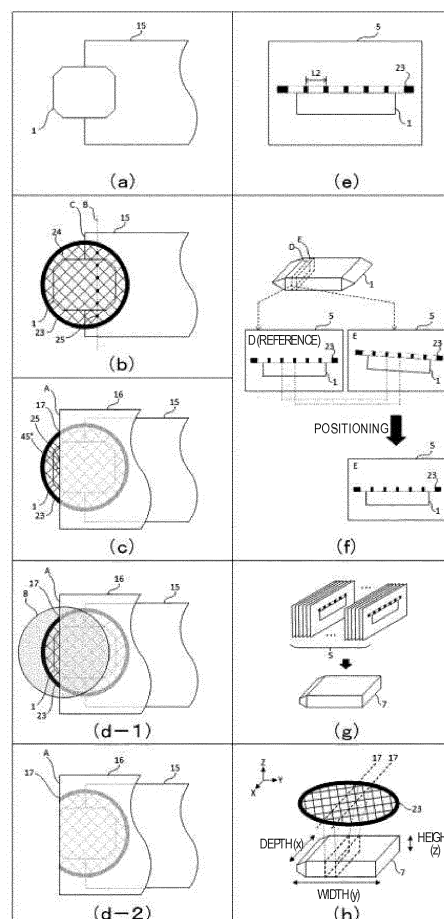 15
1
(a)
5
L2
23
1
(e)
C
B
15
24
1
23
25
(b)
E
D
1
5
D(REFERENCE)
23
1
5
E
23
1
POSITIONING
5
E
23
1
(f)
A
16
15
17
25
45°
1
23
(c)
A
16
15
17
8
1
23
(d-1)
...
...
5
7
(g)
A
16
15
17
(d-2)
Z
Y
X
17
17
23
DEPTH(x)
HEIGHT
(z)
WIDTH(y)
7
(h)